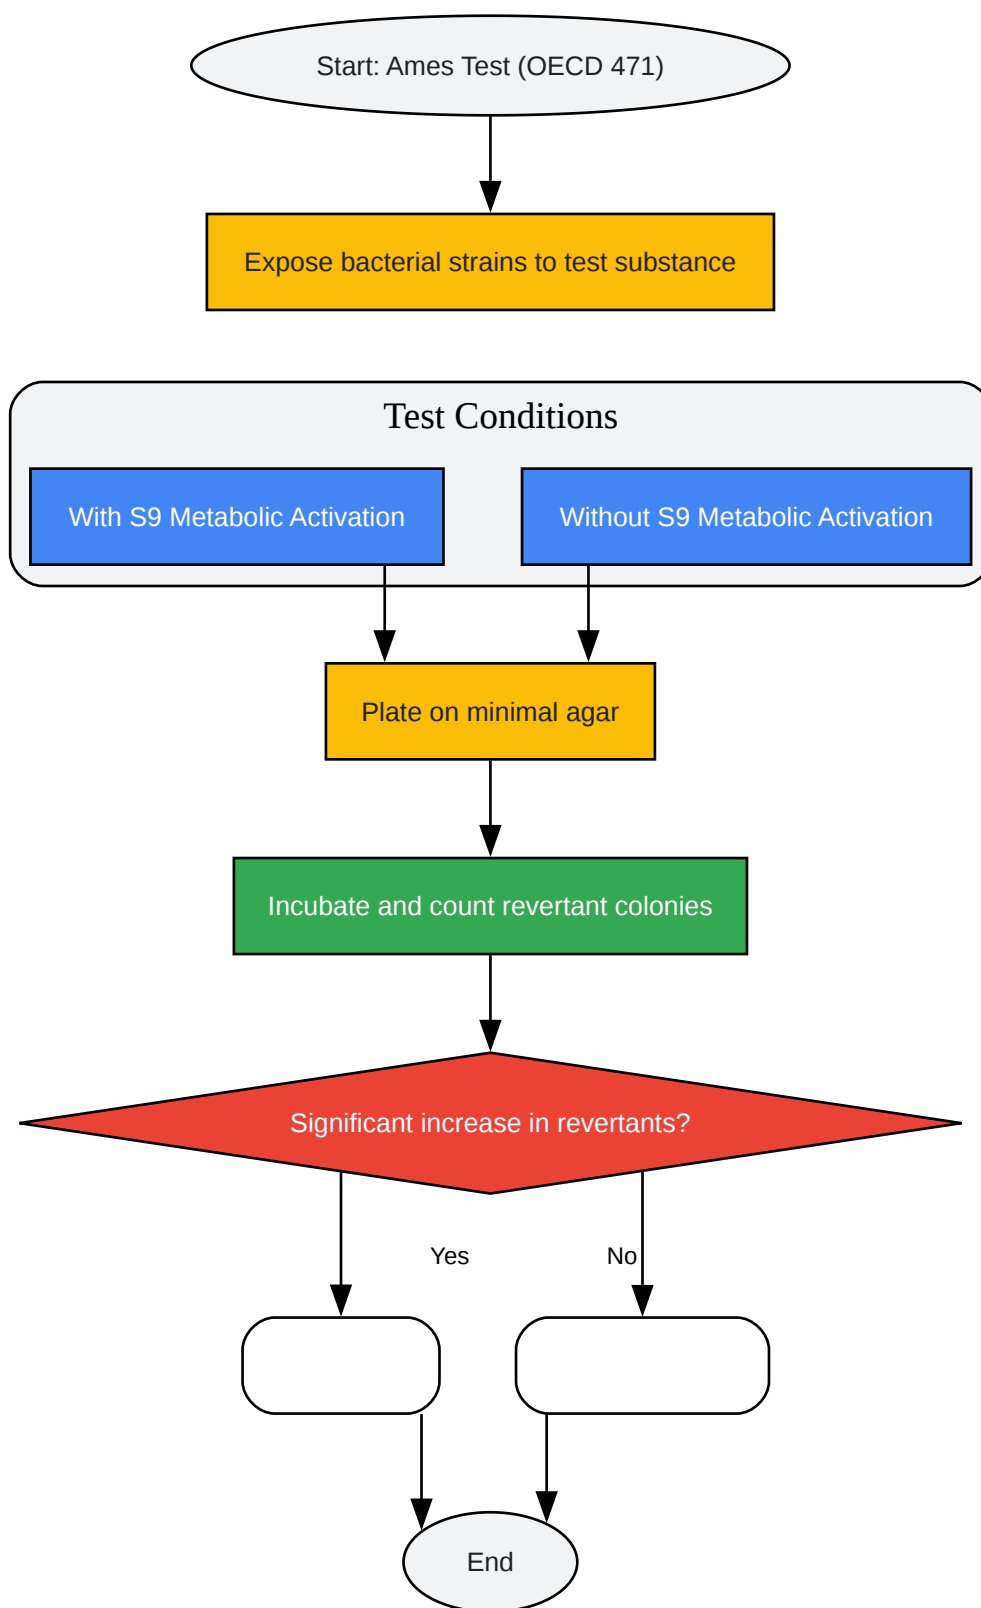 Start: Ames Test (OECD 471)
Expose bacterial strains to test substance
Test Conditions
With S9 Metabolic Activation
Without S9 Metabolic Activation
Plate on minimal agar
Incubate and count revertant colonies
Significant increase in revertants?
Yes
No
End